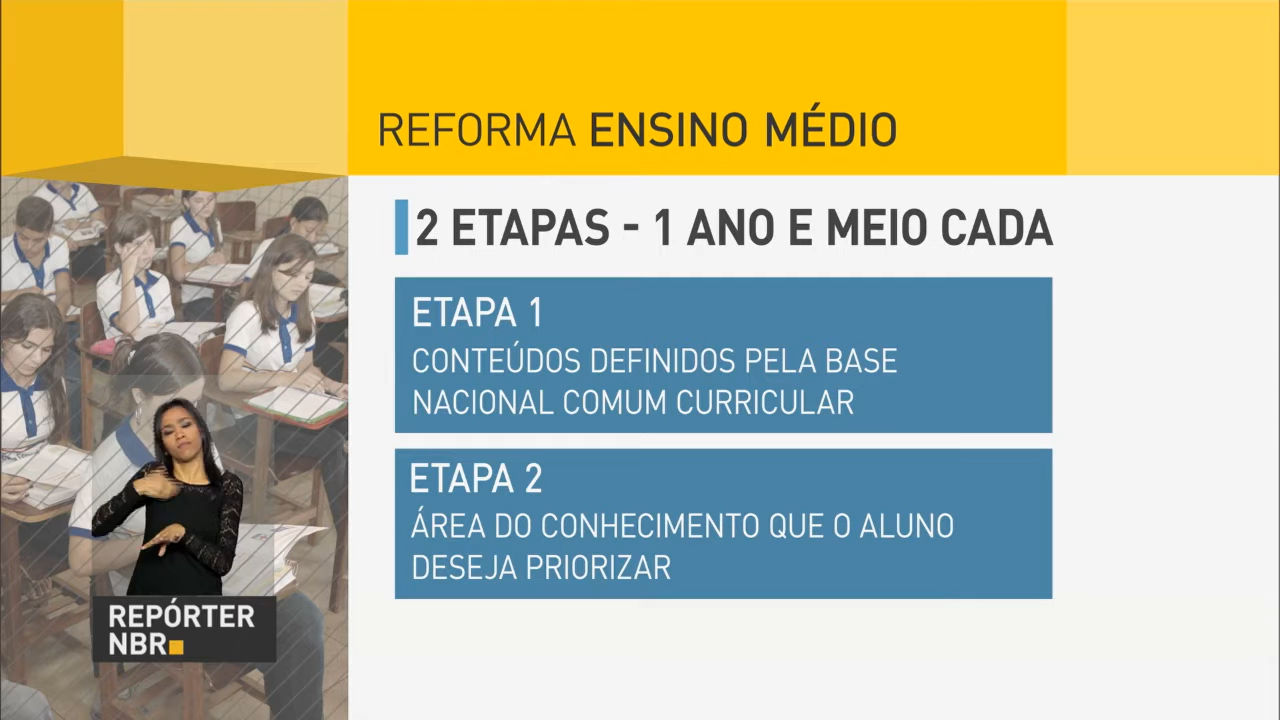 REFORMA ENSINO MÉDIO
2 ETAPAS - 1 ANO E MEIO CADA
ETAPA 1
CONTEÚDOS DEFINIDOS PELA BASE
NACIONAL COMUM CURRICULAR
ETAPA 2
ÁREA DO CONHECIMENTO QUE O ALUNO
DESEJA PRIORIZAR
REPÓRTER
NBR